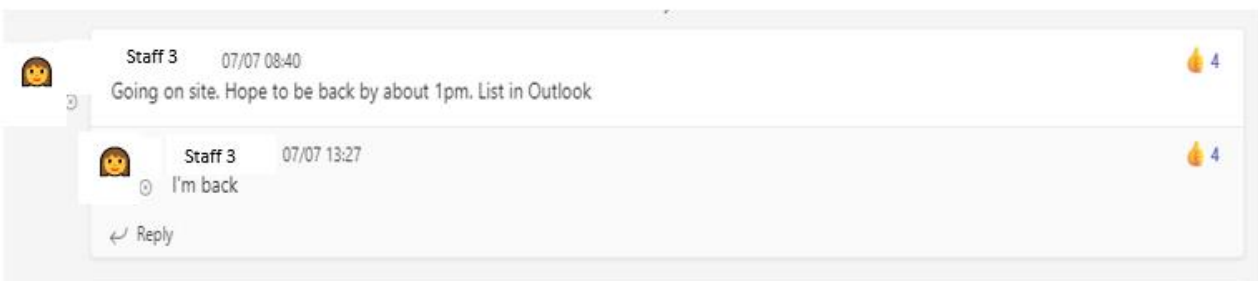 Staff 3 07/07 08:40 4
Going on site. Hope to be back by about 1pm. List in Outlook
Staff 3 07/07 13:27 4
I'm back
Reply